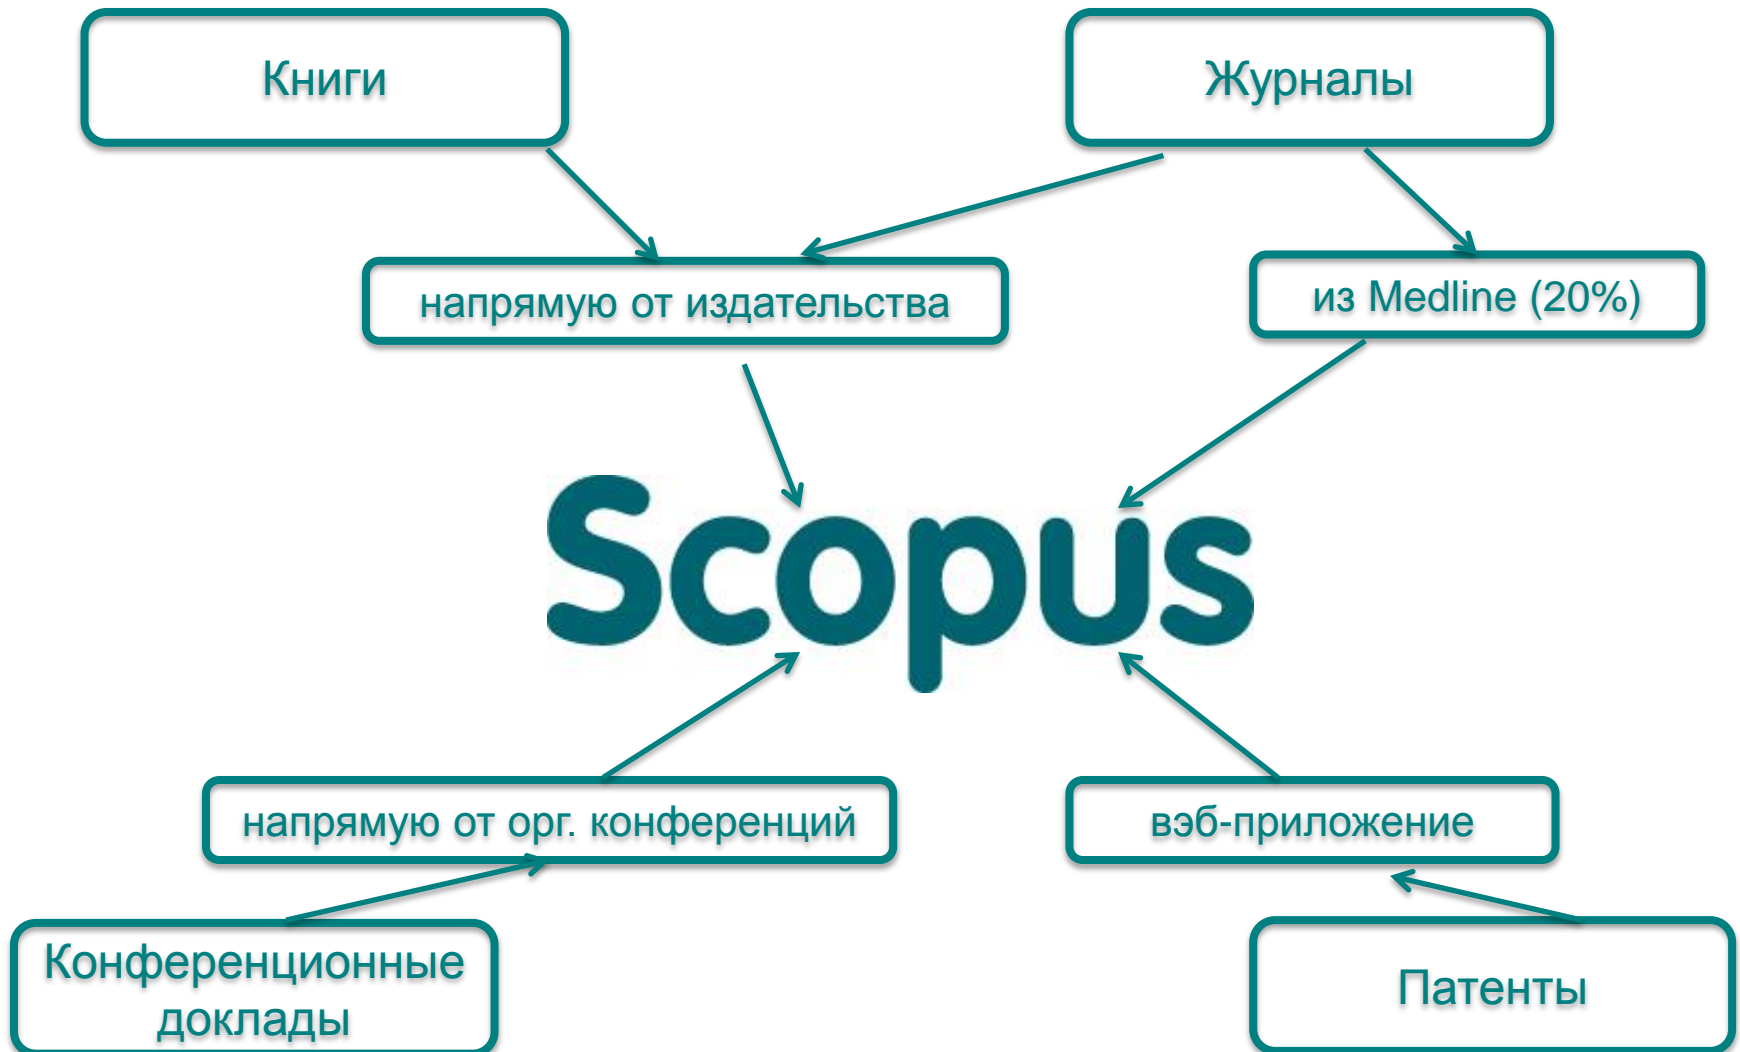 Книги
Журналы
напрямую от издательства
из Medline (20%)
Scopus
напрямую от орг. конференций
вэб-приложение
Конференционные
доклады
Патенты